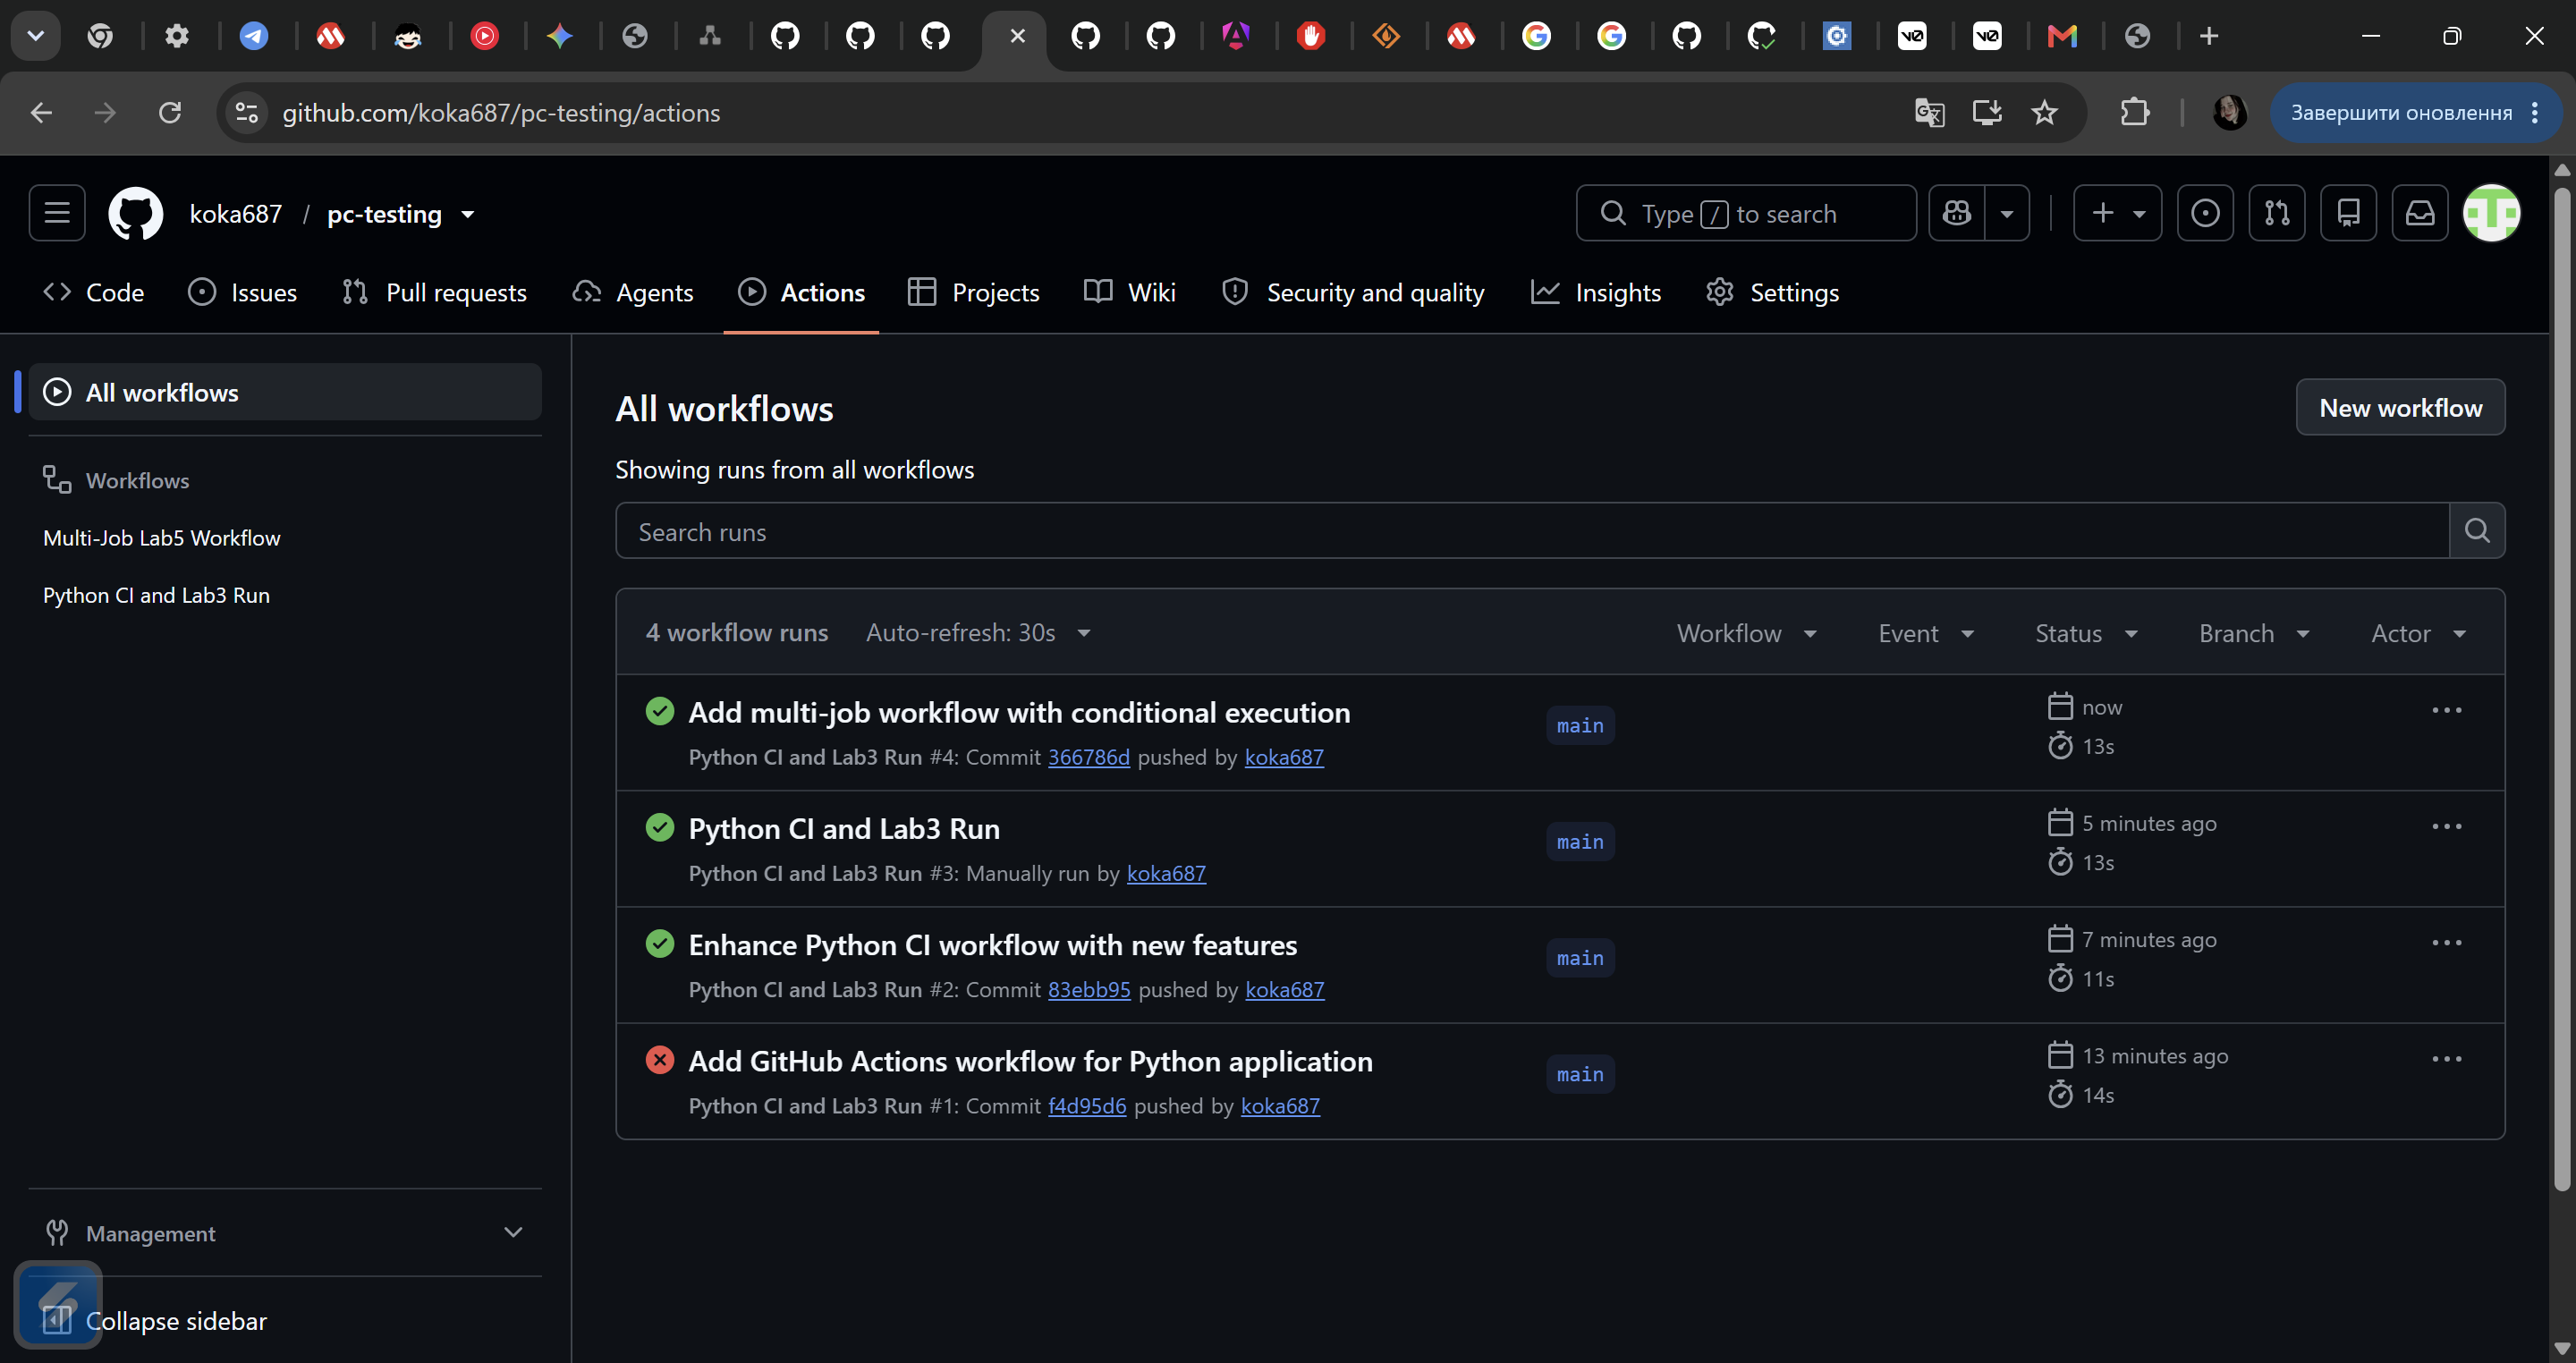 github.com/koka687/pc-testing/actions
Завершити оновлення
koka687 / pc-testing
Type / to search
Code
Issues
Pull requests
Agents
Actions
Projects
Wiki
Security and quality
Insights
Settings
All workflows
Workflows
Multi-Job Lab5 Workflow
Python CI and Lab3 Run
Management
Collapse sidebar
All workflows
New workflow
Showing runs from all workflows
Search runs
4 workflow runs
Auto-refresh: 30s
Workflow
Event
Status
Branch
Actor
Add multi-job workflow with conditional execution
Python CI and Lab3 Run #4: Commit 366786d pushed by koka687
main
now
13s
Python CI and Lab3 Run
Python CI and Lab3 Run #3: Manually run by koka687
main
5 minutes ago
13s
Enhance Python CI workflow with new features
Python CI and Lab3 Run #2: Commit 83ebb95 pushed by koka687
main
7 minutes ago
11s
Add GitHub Actions workflow for Python application
Python CI and Lab3 Run #1: Commit f4d95d6 pushed by koka687
main
13 minutes ago
14s